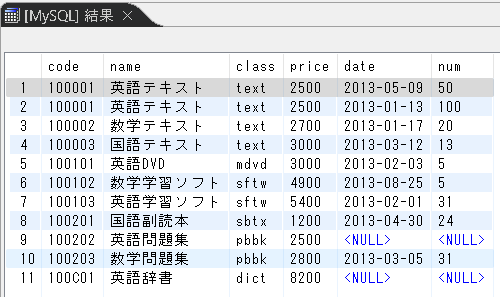 [MySQL] 結果
code name class price date num
1 100001 英語テキスト text 2500 2013-05-09 50
2 100001 英語テキスト text 2500 2013-01-13 100
3 100002 数学テキスト text 2700 2013-01-17 20
4 100003 国語テキスト text 3000 2013-03-12 13
5 100101 英語DVD mdvd 3000 2013-02-03 5
6 100102 数学学習ソフト sftw 4900 2013-08-25 5
7 100103 英語学習ソフト sftw 5400 2013-02-01 31
8 100201 国語副読本 sbtx 1200 2013-04-30 24
9 100202 英語問題集 pbbk 2500 <NULL> <NULL>
10 100203 数学問題集 pbbk 2800 2013-03-05 31
11 100C01 英語辞書 dict 8200 <NULL> <NULL>